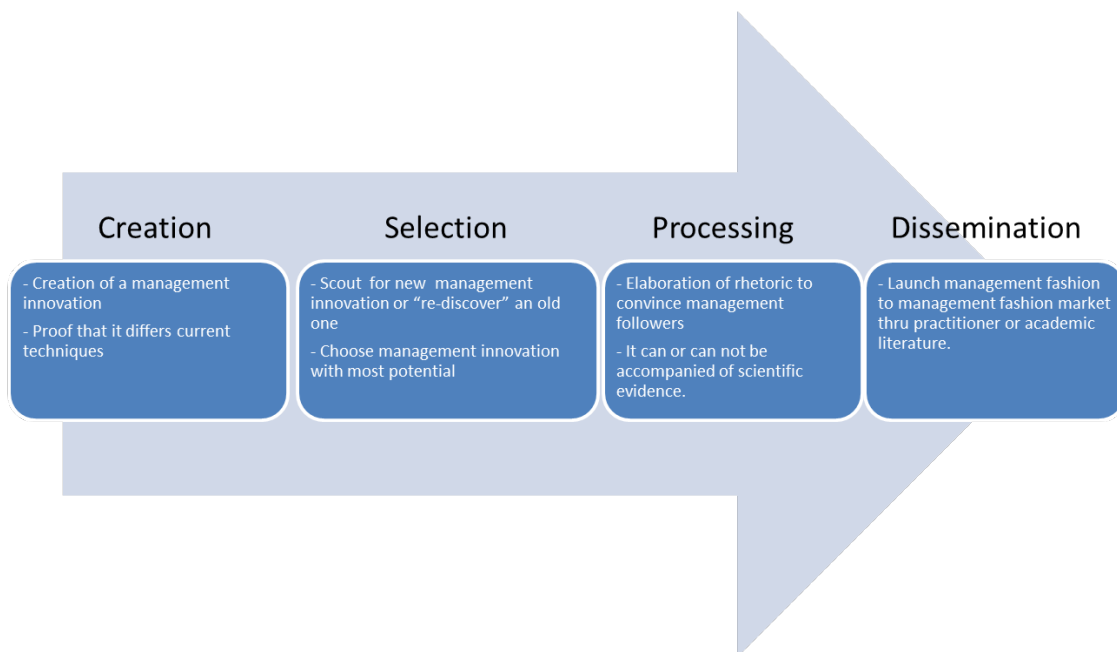 Creation
- Creation of a management
innovation
- Proof that it differs current
techniques
Selection
- Scout for new management
innovation or “re-discover” an old
one
- Choose management innovation
with most potential
Processing
- Elaboration of rhetoric to
convince management
followers
- It can or can not be
accompanied of scientific
evidence.
Dissemination
- Launch management fashion
to management fashion market
thru practitioner or academic
literature.